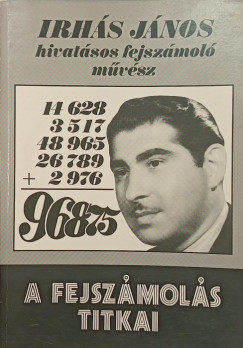 IRHÁS JÁNOS
hivatásos fejszámoló
művész
14 628
3 517
48 965
26 789
+ 2 976
96875
A FEJSZÁMOLÁS
TITKAI